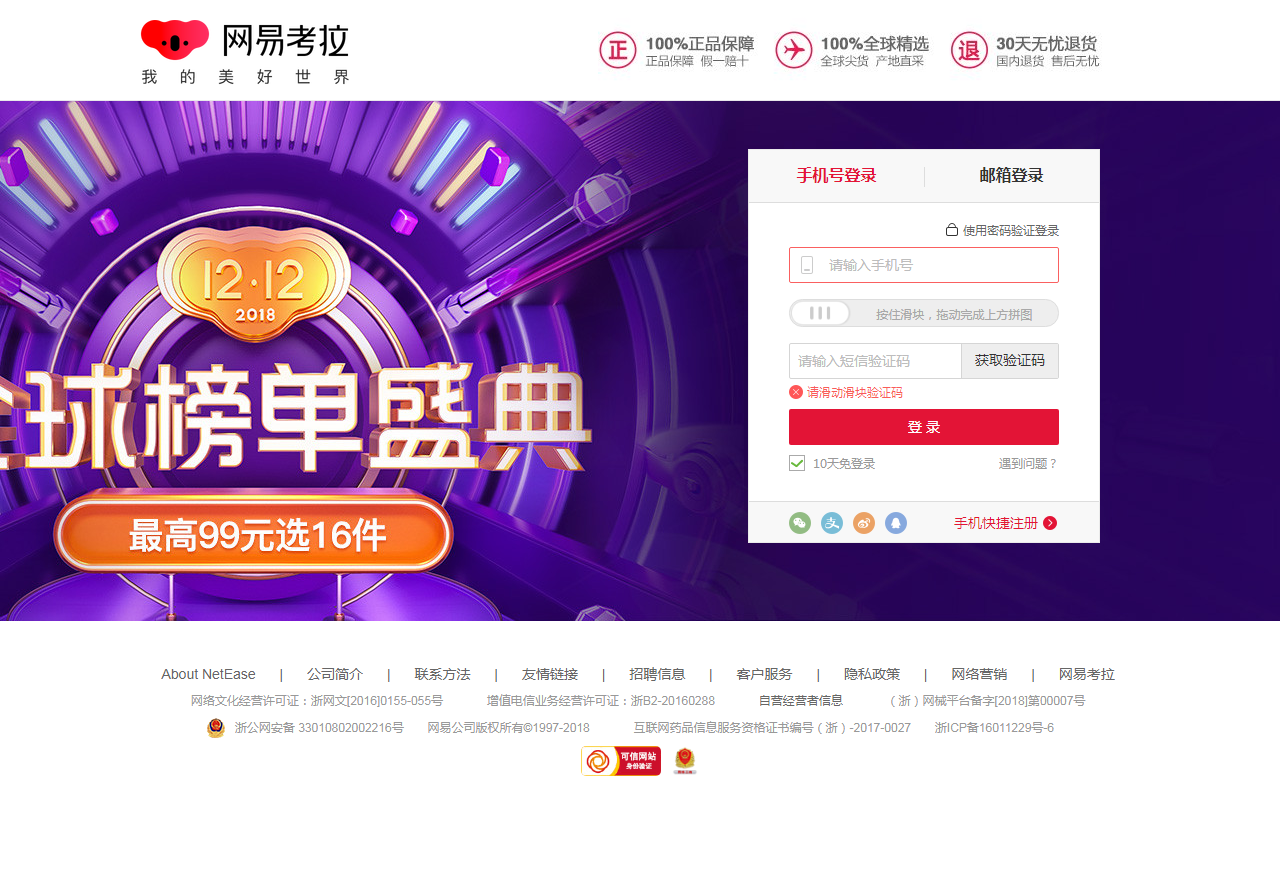 网易考拉
我的美好世界
正 100%正品保障
正品保障 假一赔十
100%全球精选
全球尖货 产地直采
退 30天无忧退货
国内退货 售后无忧
12·12
2018
球榜单盛典
最高99元选16件
手机号登录
邮箱登录
使用密码验证登录
请输入手机号
按住滑块，拖动完成上方拼图
请输入短信验证码
获取验证码
请滑动滑块验证码
登 录
10天免登录
遇到问题？
支
手机快捷注册
About NetEase | 公司简介 | 联系方法 | 友情链接 | 招聘信息 | 客户服务 | 隐私政策 | 网络营销 | 网易考拉
网络文化经营许可证：浙网文[2016]0155-055号 增值电信业务经营许可证：浙B2-20160288 自营经营者信息 （浙）网械平台备字[2018]第00007号
浙公网安备 33010802002216号 网易公司版权所有©1997-2018 互联网药品信息服务资格证书编号（浙）-2017-0027 浙ICP备16011229号-6
可信网站
身份验证